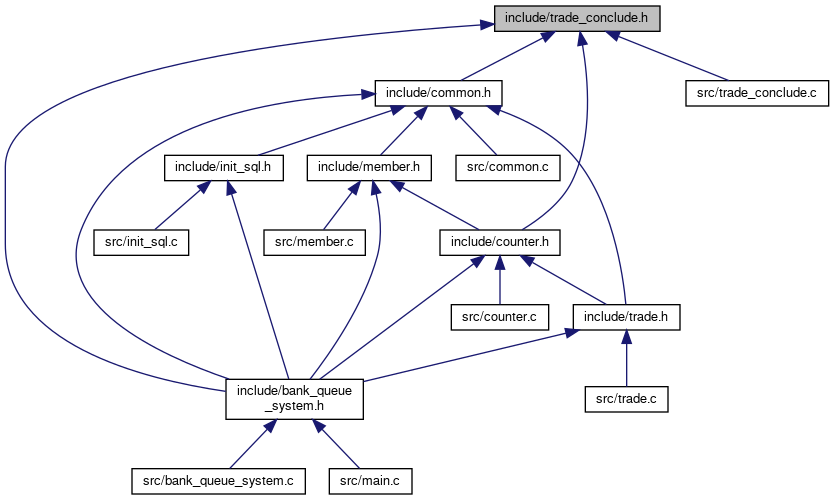 include/trade_conclude.h
include/common.h
src/trade_conclude.c
include/init_sql.h
include/member.h
src/common.c
src/init_sql.c
src/member.c
include/counter.h
src/counter.c
include/trade.h
include/bank_queue
_system.h
src/trade.c
src/bank_queue_system.c
src/main.c